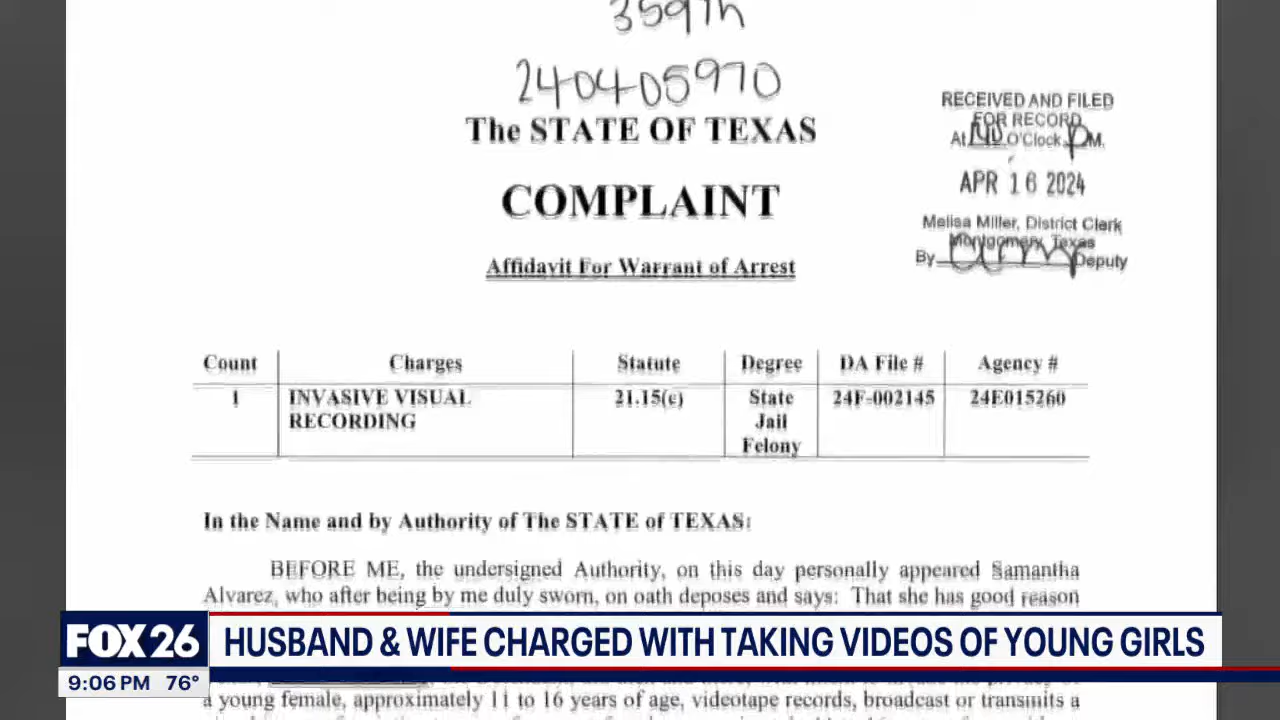 359th
240405970
The STATE OF TEXAS
COMPLAINT
Affidavit For Warrant of Arrest
RECEIVED AND FILED
FOR RECORD
At O'Clock P M.
APR 16 2024
Melisa Miller, District Clerk
Montgomery, Texas
By Deputy
Count Charges Statute Degree DA File # Agency #
1 INVASIVE VISUAL 21.15(c) State 24F-002145 24E015260
RECORDING Jail
Felony
In the Name and by Authority of The STATE of TEXAS:
BEFORE ME, the undersigned Authority, on this day personally appeared Samantha
Alvarez, who after being by me duly sworn, on oath deposes and says: That she has good reason
FOX 26 HUSBAND & WIFE CHARGED WITH TAKING VIDEOS OF YOUNG GIRLS
9:06 PM 76°
a young female, approximately 11 to 16 years of age, videotape records, broadcast or transmits a